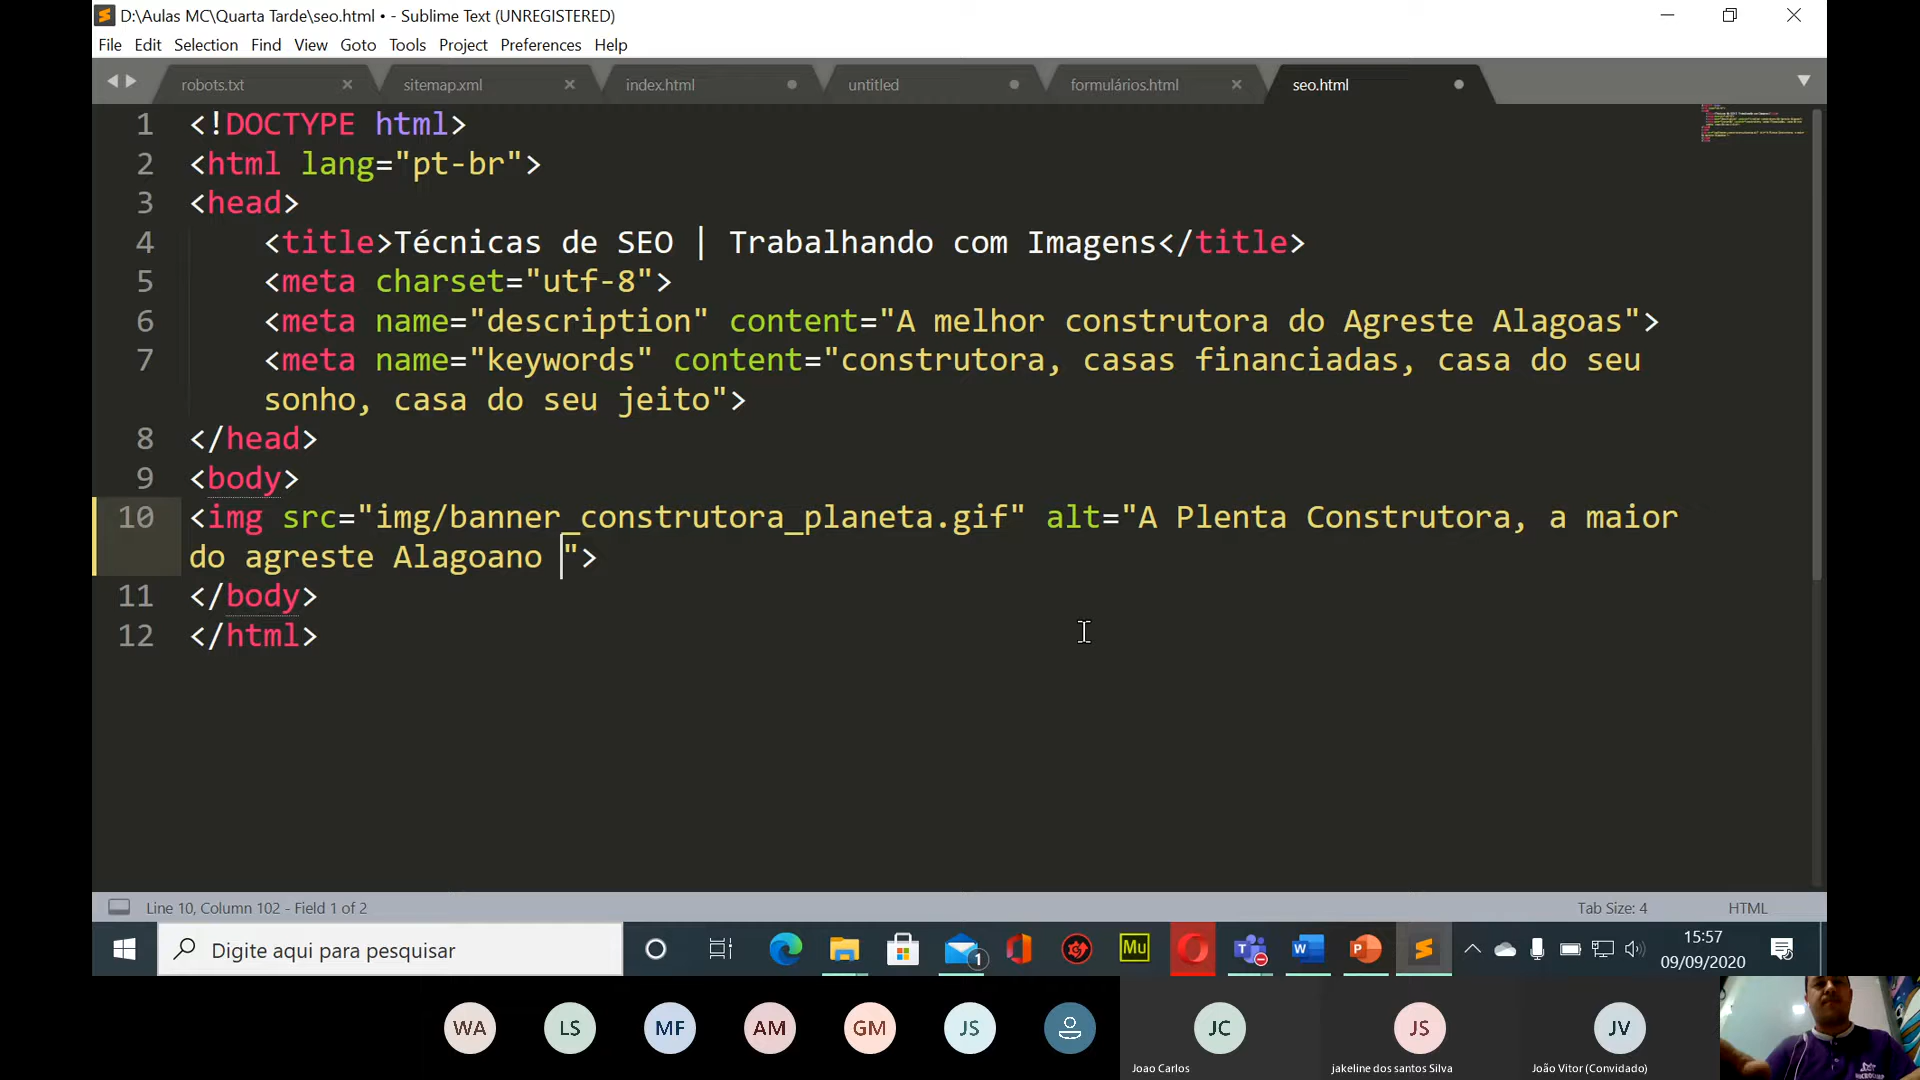 D:\Aulas MC\Quarta Tarde\seo.html • - Sublime Text (UNREGISTERED)
File Edit Selection Find View Goto Tools Project Preferences Help
robots.txt sitemap.xml index.html untitled formulários.html seo.html
1 <!DOCTYPE html>
2 <html lang="pt-br">
3 <head>
4 <title>Técnicas de SEO | Trabalhando com Imagens</title>
5 <meta charset="utf-8">
6 <meta name="description" content="A melhor construtora do Agreste Alagoas">
7 <meta name="keywords" content="construtora, casas financiadas, casa do seu
sonho, casa do seu jeito">
8 </head>
9 <body>
10 <img src="img/banner_construtora_planeta.gif" alt="A Plenta Construtora, a maior
do agreste Alagoano ">
11 </body>
12 </html>
Line 10, Column 102 - Field 1 of 2 Tab Size: 4 HTML
Digite aqui para pesquisar 1 Mu 15:57
09/09/2020
WA LS MF AM GM JS JC JS JV
Joao Carlos jakeline dos santos Silva João Vitor (Convidado)